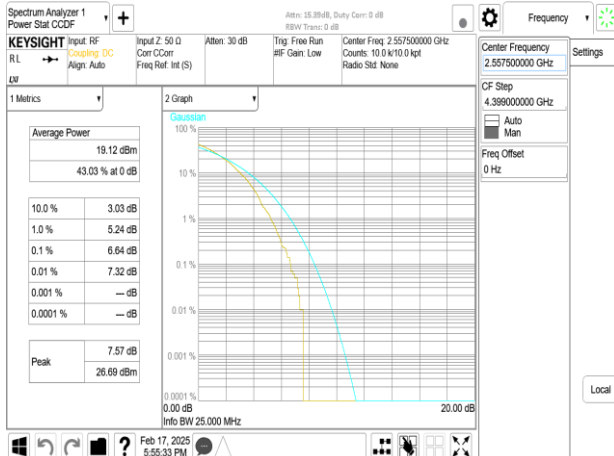 Spectrum Analyzer 1
Power Stat CCDF
Attn: 15.39dB, Duty Corr: 0 dB
RBW Trans: 0 dB
Frequency
KEYSIGHT
RL
LXI
Input: RF
Coupling: DC
Align: Auto
Input Z: 50 Ω
Corr CCorr
Freq Ref: Int (S)
Atten: 30 dB
Trig: Free Run
#IF Gain: Low
Center Freq: 2.557500000 GHz
Counts: 10.0 k/10.0 kpt
Radio Std: None
Center Frequency
2.557500000 GHz
Settings
CF Step
4.399000000 GHz
Auto
Man
Freq Offset
0 Hz
Local
1 Metrics
Average Power
19.12 dBm
43.03 % at 0 dB
10.0 % 3.03 dB
1.0 % 5.24 dB
0.1 % 6.64 dB
0.01 % 7.32 dB
0.001 % --- dB
0.0001 % --- dB
Peak
7.57 dB
26.69 dBm
2 Graph
Gaussian
100 %
10 %
1 %
0.1 %
0.01 %
0.001 %
0.0001 %
0.00 dB 20.00 dB
Info BW 25.000 MHz
?
Feb 17, 2025
5:55:33 PM